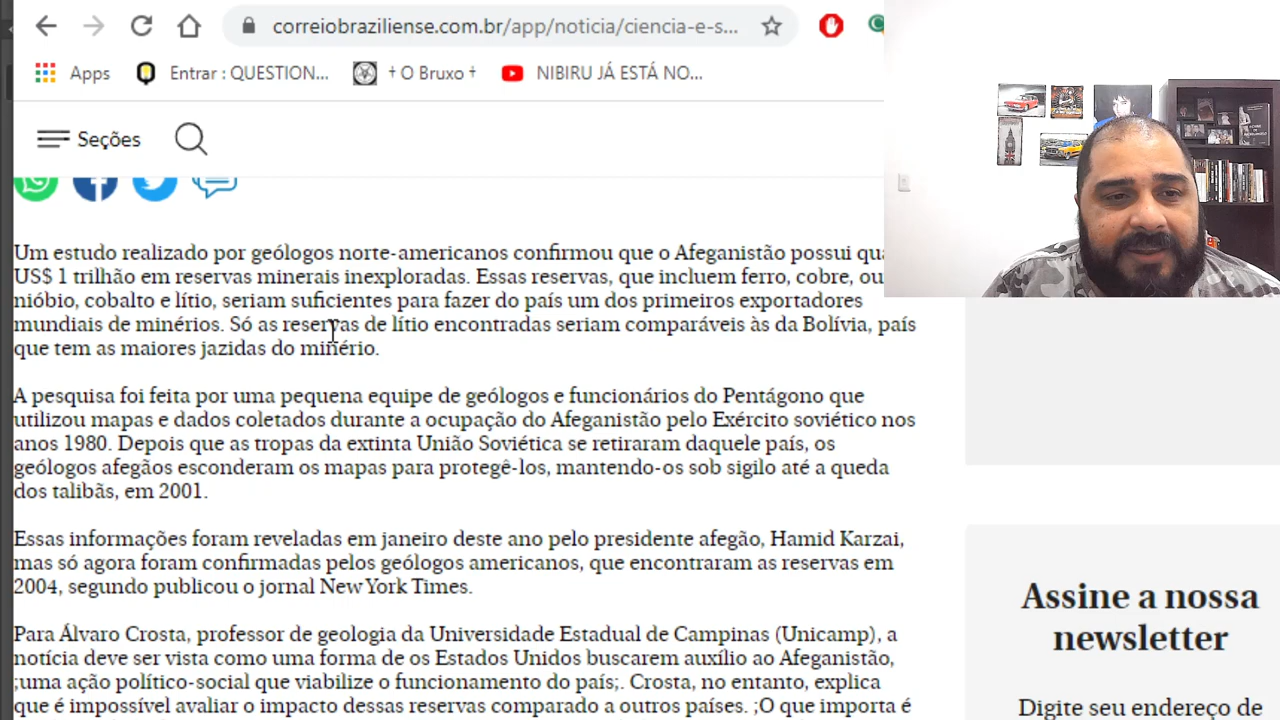 correiobraziliense.com.br/app/noticia/ciencia-e-s...
Apps Entrar : QUESTION... † O Bruxo † NIBIRU JÁ ESTÁ NO...
Seções
Um estudo realizado por geólogos norte-americanos confirmou que o Afeganistão possui
US$ 1 trilhão em reservas minerais inexploradas. Essas reservas, que incluem ferro, cobre,
nióbio, cobalto e lítio, seriam suficientes para fazer do país um dos primeiros exportadores
mundiais de minérios. Só as reservas de lítio encontradas seriam comparáveis às da Bolívia, país
que tem as maiores jazidas do minério.
A pesquisa foi feita por uma pequena equipe de geólogos e funcionários do Pentágono que
utilizou mapas e dados coletados durante a ocupação do Afeganistão pelo Exército soviético nos
anos 1980. Depois que as tropas da extinta União Soviética se retiraram daquele país, os
geólogos afegãos esconderam os mapas para protegê-los, mantendo-os sob sigilo até a queda
dos talibãs, em 2001.
Essas informações foram reveladas em janeiro deste ano pelo presidente afegão, Hamid Karzai,
mas só agora foram confirmadas pelos geólogos americanos, que encontraram as reservas em
2004, segundo publicou o jornal New York Times.
Para Álvaro Crosta, professor de geologia da Universidade Estadual de Campinas (Unicamp), a
notícia deve ser vista como uma forma de os Estados Unidos buscarem auxílio ao Afeganistão,
;uma ação político-social que viabilize o funcionamento do país;. Crosta, no entanto, explica
que é impossível avaliar o impacto dessas reservas comparado a outros países. ;O que importa é
Assine a nossa
newsletter
Digite seu endereço de